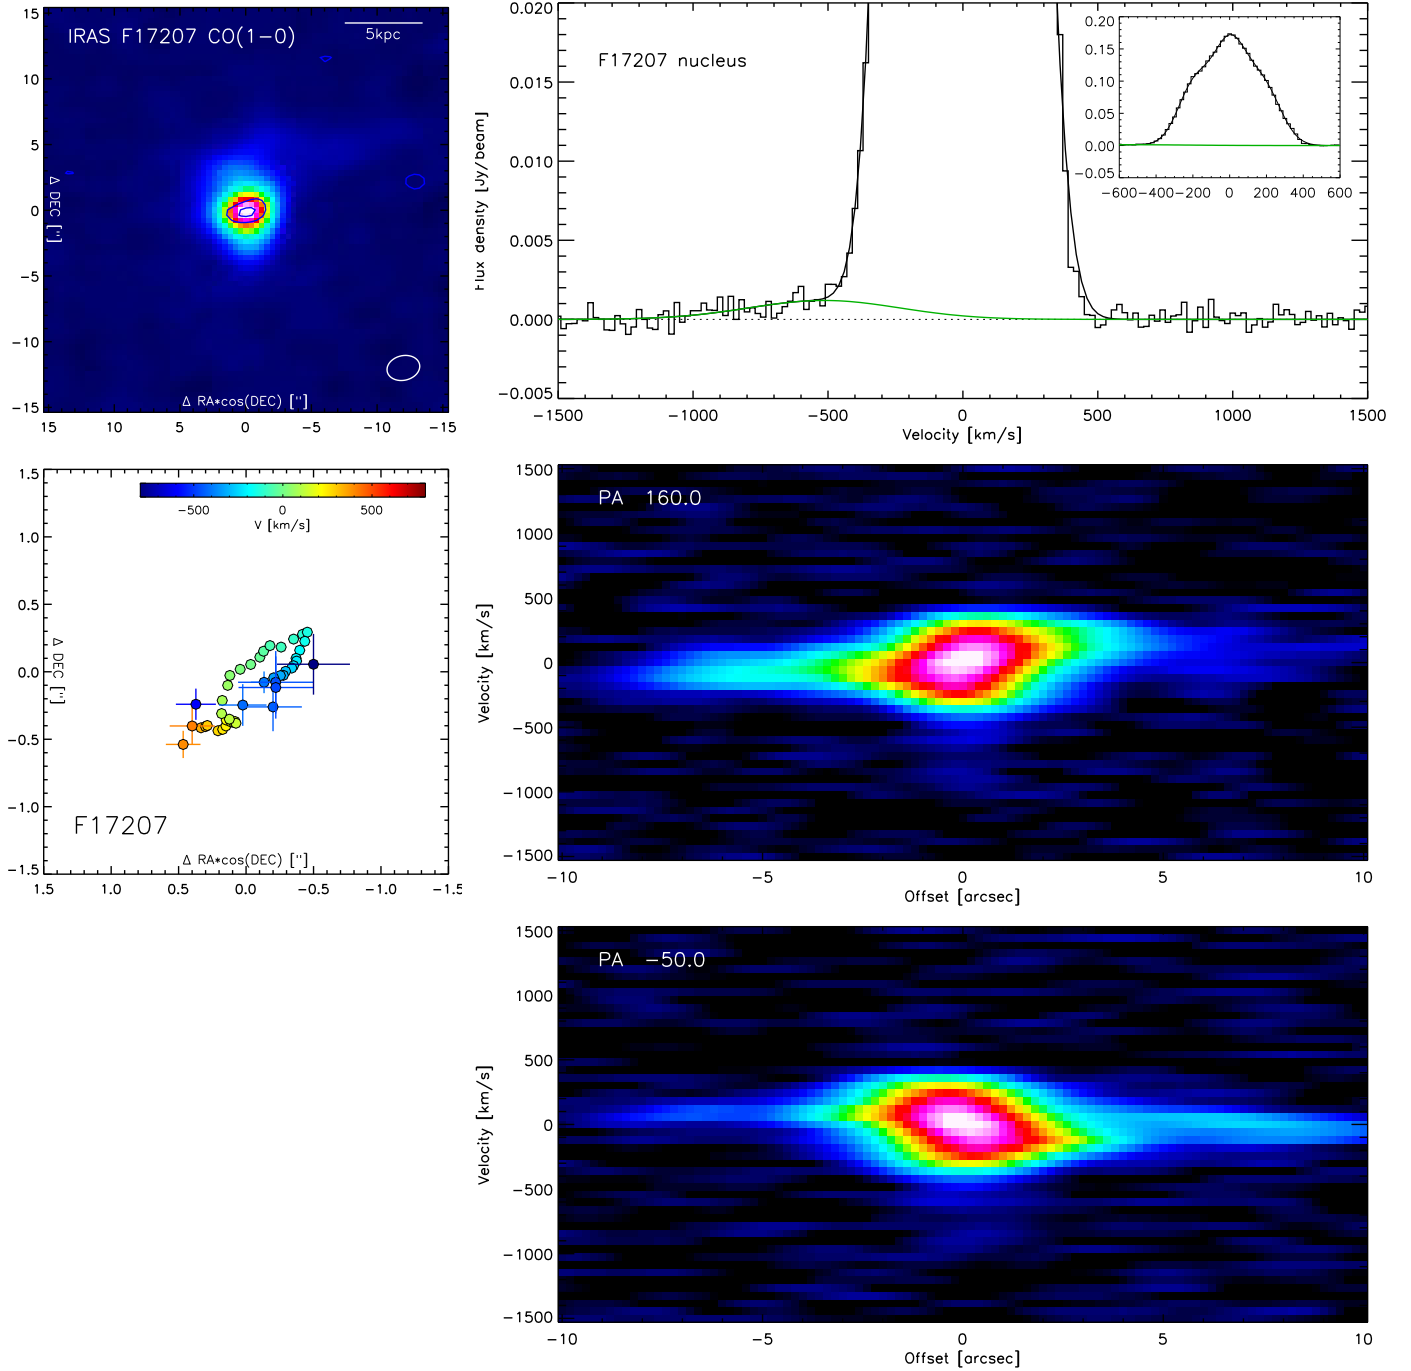 IRAS F17207 CO(1−0)
5kpc
15
10
5
0
−5
−10
−15
Δ DEC ["]
Δ RA*cos(DEC) ["]
15 10 5 0 −5 −10 −15
F17207 nucleus
Flux density [Jy/beam]
0.020
0.015
0.010
0.005
0.000
−0.005
−1500 −1000 −500 0 500 1000 1500
Velocity [km/s]
0.20
0.15
0.10
0.05
0.00
−0.05
−600 −400 −200 0 200 400 600
−500 0 500
V [km/s]
1.5
1.0
0.5
0.0
−0.5
−1.0
−1.5
Δ DEC ["]
F17207
Δ RA*cos(DEC) ["]
1.5 1.0 0.5 0.0 −0.5 −1.0 −1.5
PA 160.0
Velocity [km/s]
1500
1000
500
0
−500
−1000
−1500
−10 −5 0 5 10
Offset [arcsec]
PA −50.0
Velocity [km/s]
1500
1000
500
0
−500
−1000
−1500
−10 −5 0 5 10
Offset [arcsec]